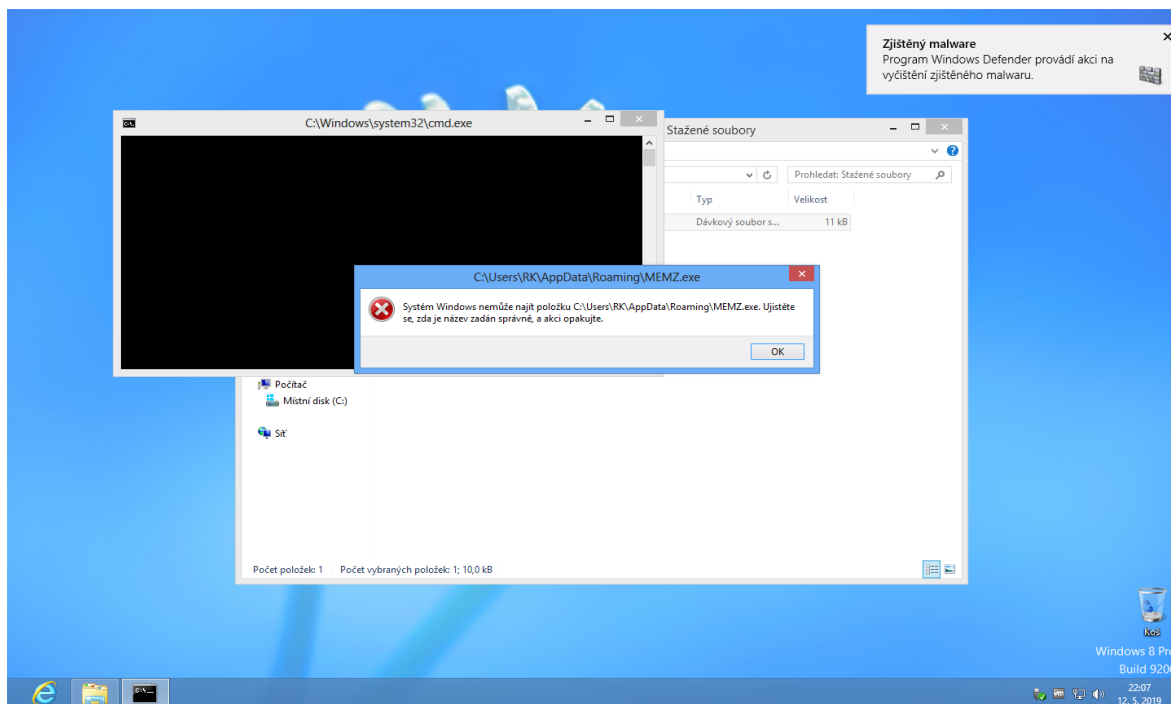 Zjištěný malware
Program Windows Defender provádí akci na
vyčištění zjištěného malwaru.
C:\Windows\system32\cmd.exe
Stažené soubory
Prohledat: Stažené soubory
Typ
Velikost
Dávkový soubor s...
11 kB
C:\Users\RK\AppData\Roaming\MEMZ.exe
Systém Windows nemůže najít položku C:\Users\RK\AppData\Roaming\MEMZ.exe. Ujistěte
se, zda je název zadán správně, a akci opakujte.
OK
Počítač
Místní disk (C:)
Síť
Počet položek: 1
Počet vybraných položek: 1; 10,0 kB
Koš
Windows 8 Pr
Build 920
22:07
12. 5. 2019